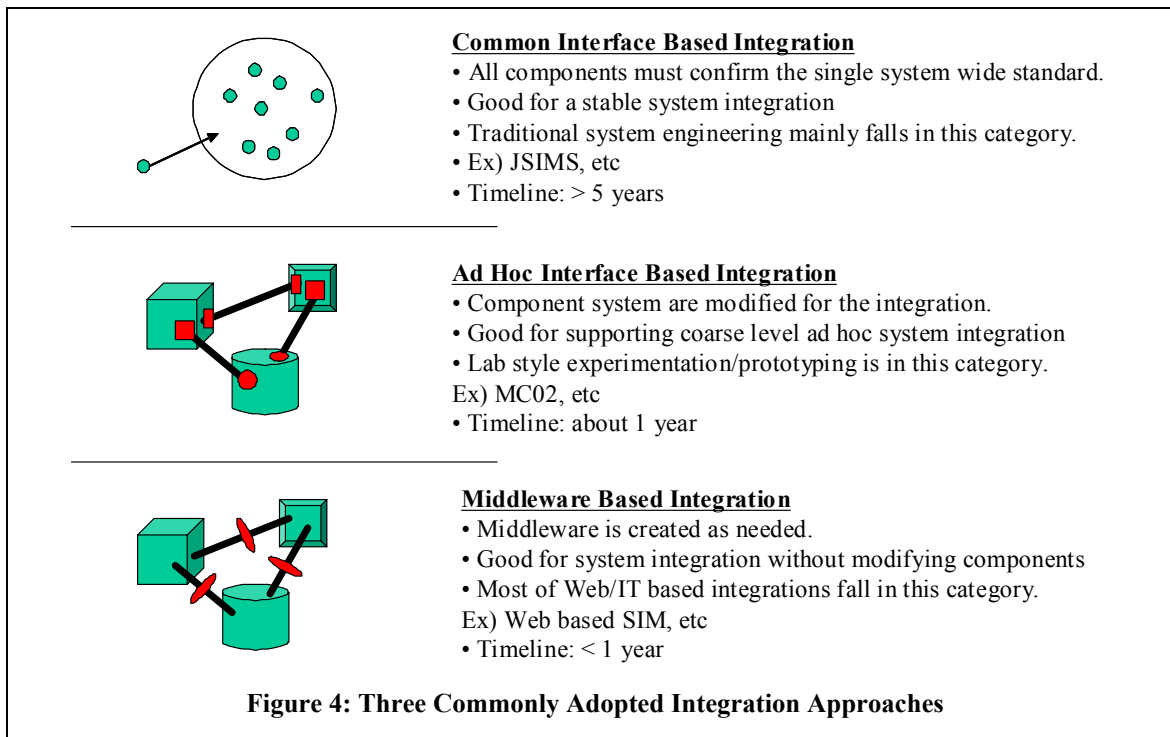 Common Interface Based Integration
• All components must confirm the single system wide standard.
• Good for a stable system integration
• Traditional system engineering mainly falls in this category.
• Ex) JSIMS, etc
• Timeline: > 5 years
Ad Hoc Interface Based Integration
• Component system are modified for the integration.
• Good for supporting coarse level ad hoc system integration
• Lab style experimentation/prototyping is in this category.
Ex) MC02, etc
• Timeline: about 1 year
Middleware Based Integration
• Middleware is created as needed.
• Good for system integration without modifying components
• Most of Web/IT based integrations fall in this category.
Ex) Web based SIM, etc
• Timeline: < 1 year
Figure 4: Three Commonly Adopted Integration Approaches